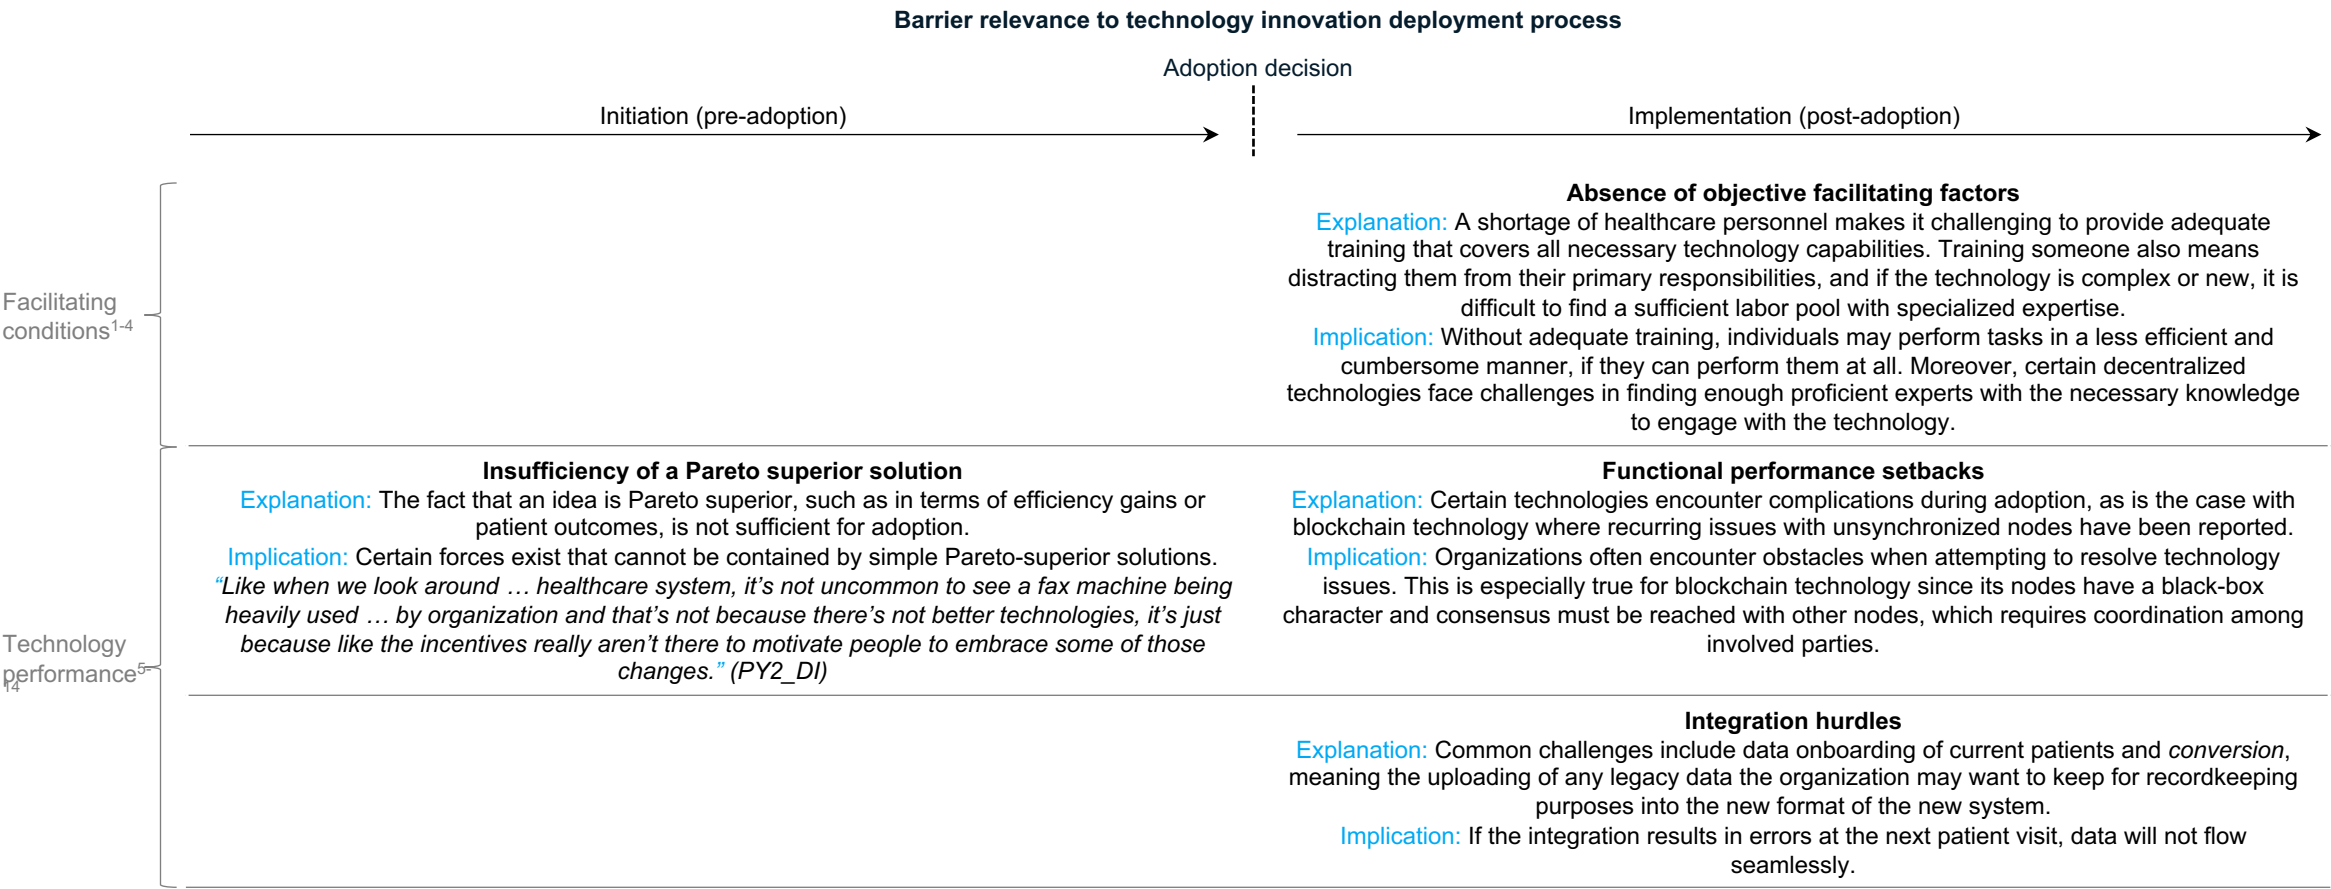 Barrier relevance to technology innovation deployment process
Adoption decision
Initiation (pre-adoption)
Implementation (post-adoption)
Facilitating
conditions1-4
Absence of objective facilitating factors
Explanation: A shortage of healthcare personnel makes it challenging to provide adequate
training that covers all necessary technology capabilities. Training someone also means
distracting them from their primary responsibilities, and if the technology is complex or new, it is
difficult to find a sufficient labor pool with specialized expertise.
Implication: Without adequate training, individuals may perform tasks in a less efficient and
cumbersome manner, if they can perform them at all. Moreover, certain decentralized
technologies face challenges in finding enough proficient experts with the necessary knowledge
to engage with the technology.
Technology
performance5-
14
Insufficiency of a Pareto superior solution
Explanation: The fact that an idea is Pareto superior, such as in terms of efficiency gains or
patient outcomes, is not sufficient for adoption.
Implication: Certain forces exist that cannot be contained by simple Pareto-superior solutions.
“Like when we look around … healthcare system, it’s not uncommon to see a fax machine being
heavily used … by organization and that’s not because there’s not better technologies, it’s just
because like the incentives really aren’t there to motivate people to embrace some of those
changes.” (PY2_DI)
Functional performance setbacks
Explanation: Certain technologies encounter complications during adoption, as is the case with
blockchain technology where recurring issues with unsynchronized nodes have been reported.
Implication: Organizations often encounter obstacles when attempting to resolve technology
issues. This is especially true for blockchain technology since its nodes have a black-box
character and consensus must be reached with other nodes, which requires coordination among
involved parties.
Integration hurdles
Explanation: Common challenges include data onboarding of current patients and conversion,
meaning the uploading of any legacy data the organization may want to keep for recordkeeping
purposes into the new format of the new system.
Implication: If the integration results in errors at the next patient visit, data will not flow
seamlessly.